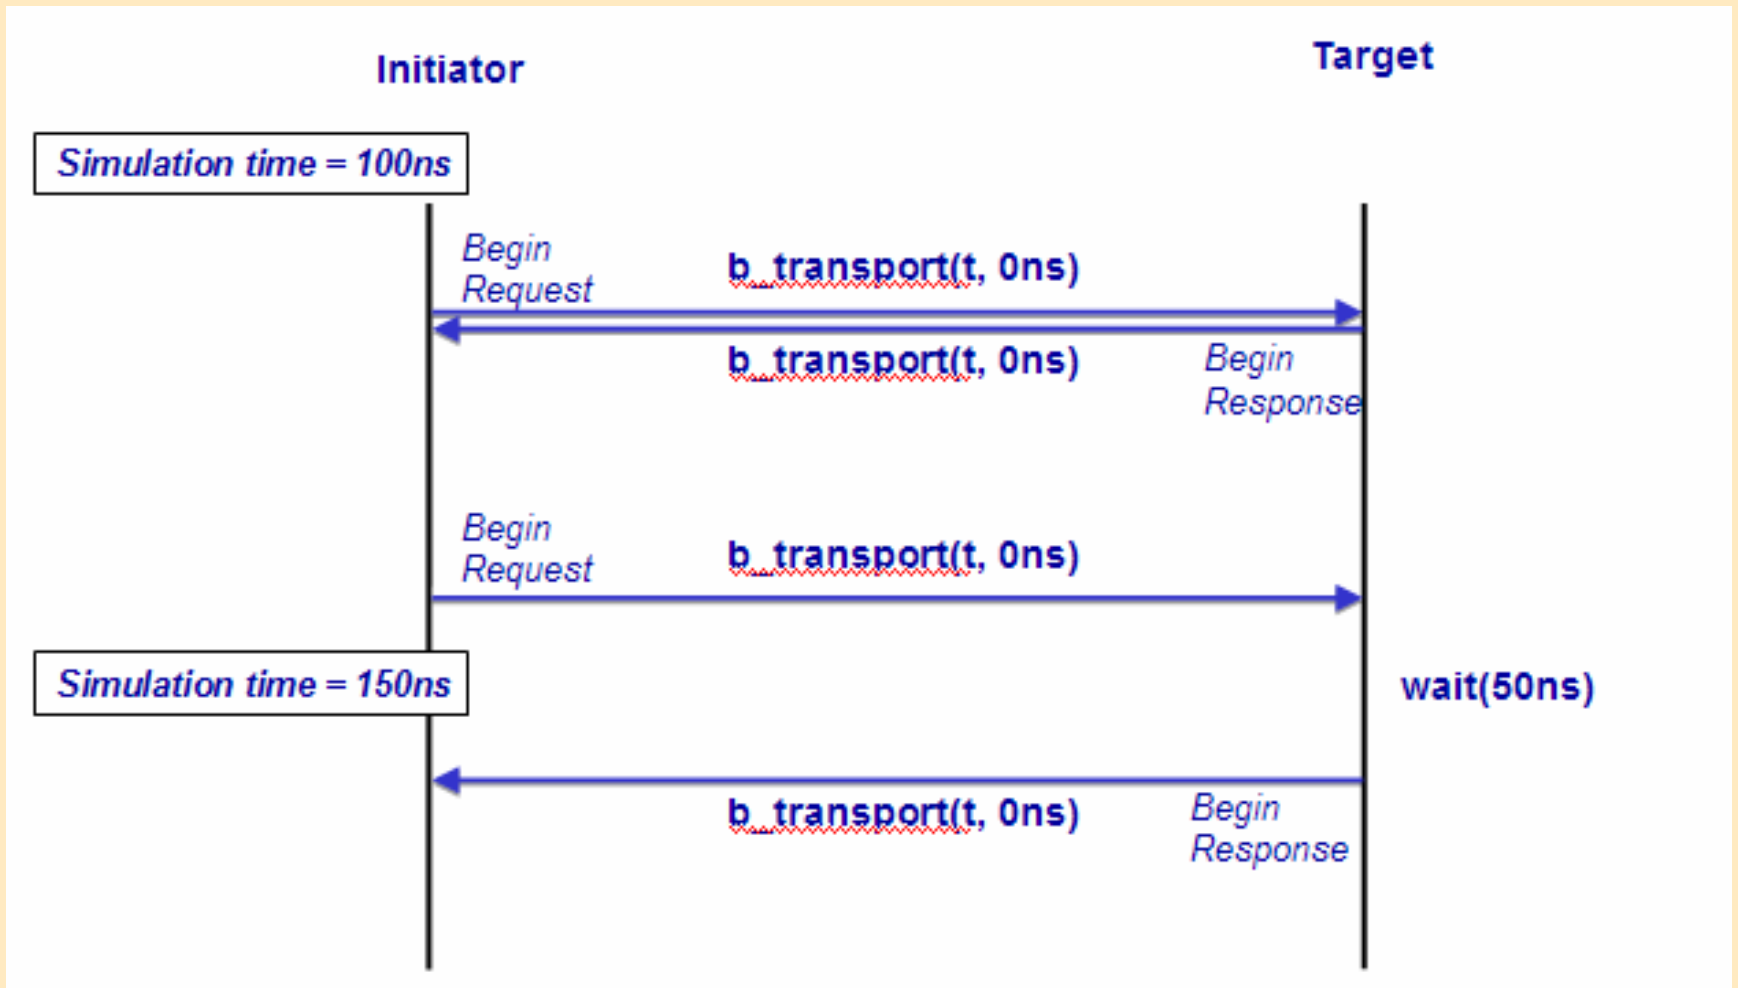 Initiator
Target
Simulation time = 100ns
Begin
Request
b_transport(t, 0ns)
b_transport(t, 0ns)
Begin
Response
Begin
Request
b_transport(t, 0ns)
Simulation time = 150ns
wait(50ns)
b_transport(t, 0ns)
Begin
Response